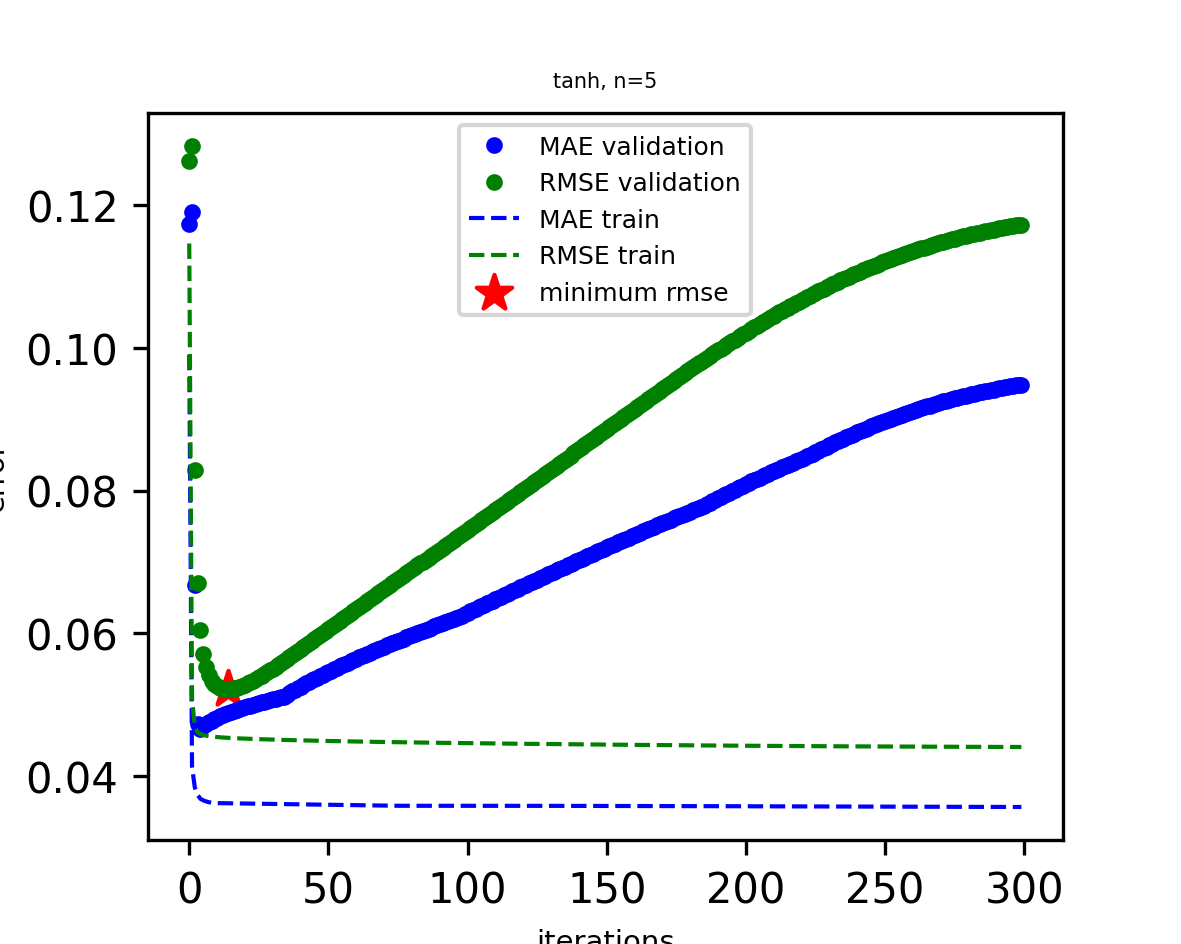 tanh, n=5
MAE validation
RMSE validation
MAE train
RMSE train
minimum rmse
0.12
0.10
0.08
0.06
0.04
0 50 100 150 200 250 300
iterations